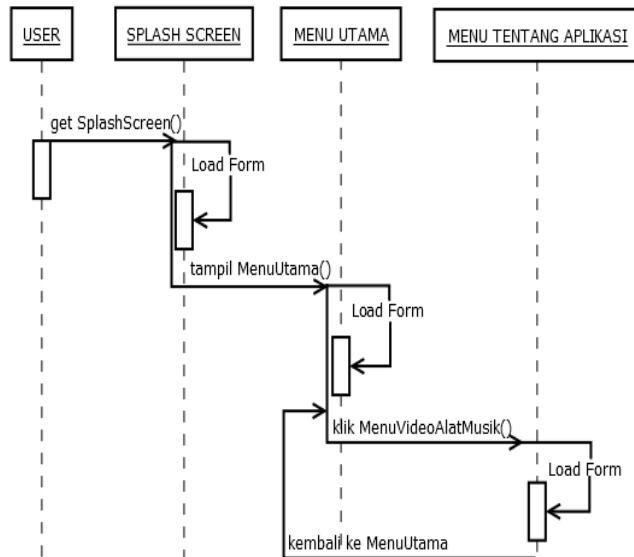 USER
SPLASH SCREEN
MENU UTAMA
MENU TENTANG APLIKASI
get SplashScreen()
Load Form
tampil MenuUtama()
Load Form
klik MenuVideoAlatMusik()
Load Form
kembali ke MenuUtama